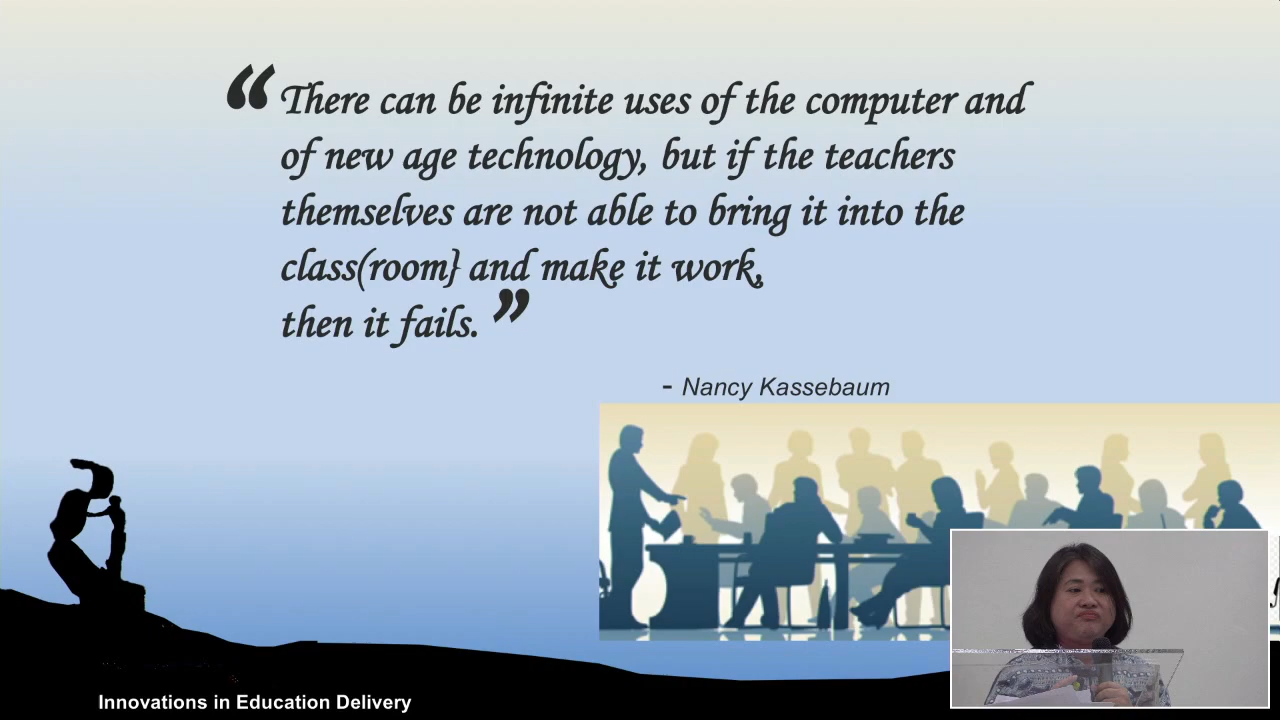 “ There can be infinite uses of the computer and
of new age technology, but if the teachers
themselves are not able to bring it into the
class(room} and make it work,
then it fails. ”
- Nancy Kassebaum
Innovations in Education Delivery